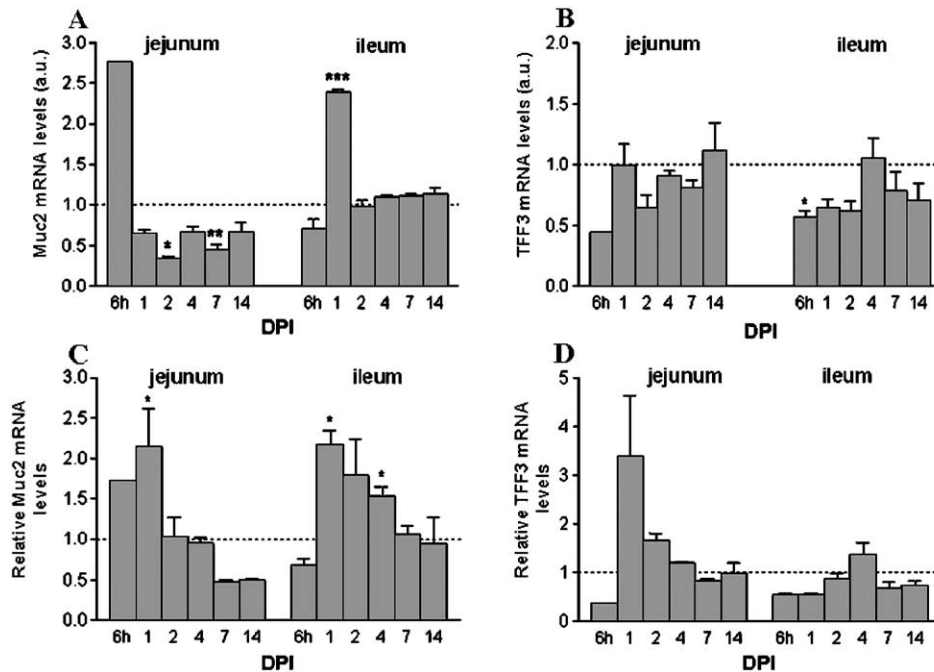 A
jejunum
ileum
Muc2 mRNA levels (a.u.)
3.0
2.5
2.0
1.5
1.0
0.5
0.0
*
**
***
6h 1 2 4 7 14 6h 1 2 4 7 14
DPI
B
jejunum
ileum
TFF3 mRNA levels (a.u.)
2.0
1.5
1.0
0.5
0.0
*
6h 1 2 4 7 14 6h 1 2 4 7 14
DPI
C
jejunum
ileum
Relative Muc2 mRNA
levels
3.0
2.5
2.0
1.5
1.0
0.5
0.0
*
*
*
6h 1 2 4 7 14 6h 1 2 4 7 14
DPI
D
jejunum
ileum
Relative TFF3 mRNA
levels
5
4
3
2
1
0
6h 1 2 4 7 14 6h 1 2 4 7 14
DPI